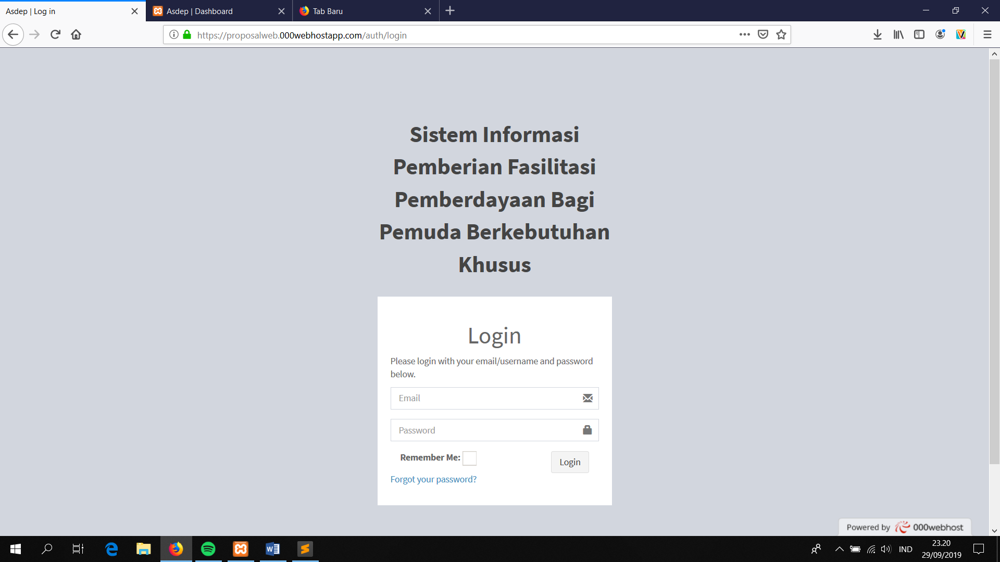 Asdep | Log in
Asdep | Dashboard
Tab Baru
https://proposalweb.000webhostapp.com/auth/login
Sistem Informasi
Pemberian Fasilitasi
Pemberdayaan Bagi
Pemuda Berkebutuhan
Khusus
Login
Please login with your email/username and password
below.
Email
Password
Remember Me:
Login
Forgot your password?
Powered by 000webhost
IND
23.20
29/09/2019